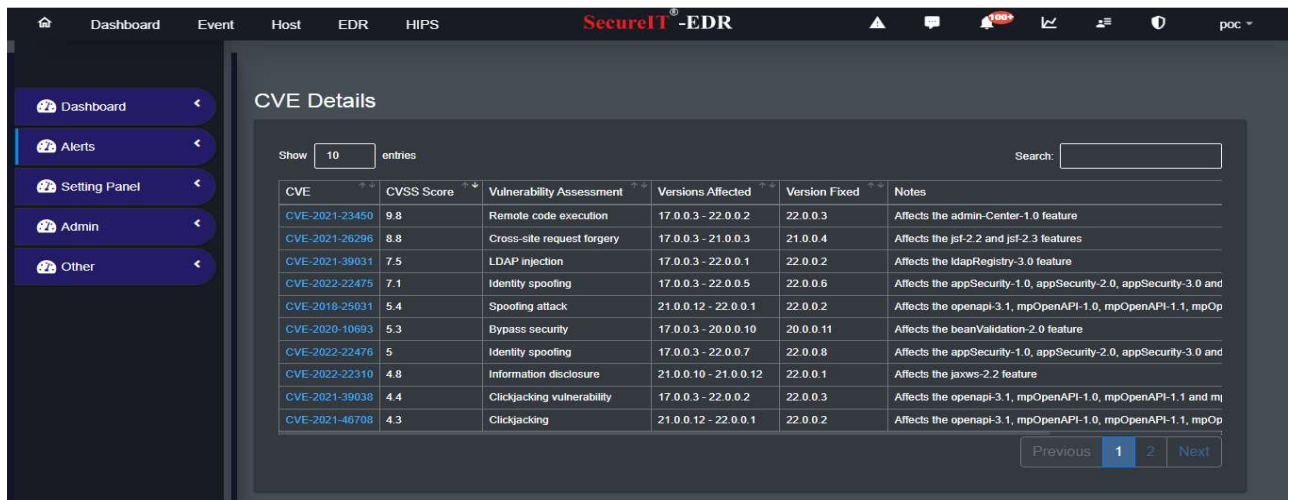 Dashboard Event Host EDR HIPS SecureIT®-EDR 100+ poc
Dashboard
Alerts
Setting Panel
Admin
Other
CVE Details
Show 10 entries Search:
CVE CVSS Score Vulnerability Assessment Versions Affected Version Fixed Notes
CVE-2021-23450 9.8 Remote code execution 17.0.0.3 - 22.0.0.2 22.0.0.3 Affects the admin-Center-1.0 feature
CVE-2021-26296 8.8 Cross-site request forgery 17.0.0.3 - 21.0.0.3 21.0.0.4 Affects the jsf-2.2 and jsf-2.3 features
CVE-2021-39031 7.5 LDAP injection 17.0.0.3 - 22.0.0.1 22.0.0.2 Affects the ldapRegistry-3.0 feature
CVE-2022-22475 7.1 Identity spoofing 17.0.0.3 - 22.0.0.5 22.0.0.6 Affects the appSecurity-1.0, appSecurity-2.0, appSecurity-3.0 and
CVE-2018-25031 5.4 Spoofing attack 21.0.0.12 - 22.0.0.1 22.0.0.2 Affects the openapi-3.1, mpOpenAPI-1.0, mpOpenAPI-1.1, mpOp
CVE-2020-10693 5.3 Bypass security 17.0.0.3 - 20.0.0.10 20.0.0.11 Affects the beanValidation-2.0 feature
CVE-2022-22476 5 Identity spoofing 17.0.0.3 - 22.0.0.7 22.0.0.8 Affects the appSecurity-1.0, appSecurity-2.0, appSecurity-3.0 and
CVE-2022-22310 4.8 Information disclosure 21.0.0.10 - 21.0.0.12 22.0.0.1 Affects the jaxws-2.2 feature
CVE-2021-39038 4.4 Clickjacking vulnerability 17.0.0.3 - 22.0.0.2 22.0.0.3 Affects the openapi-3.1, mpOpenAPI-1.0, mpOpenAPI-1.1 and
CVE-2021-46708 4.3 Clickjacking 21.0.0.12 - 22.0.0.1 22.0.0.2 Affects the openapi-3.1, mpOpenAPI-1.0, mpOpenAPI-1.1, mpOp
Previous 1 2 Next